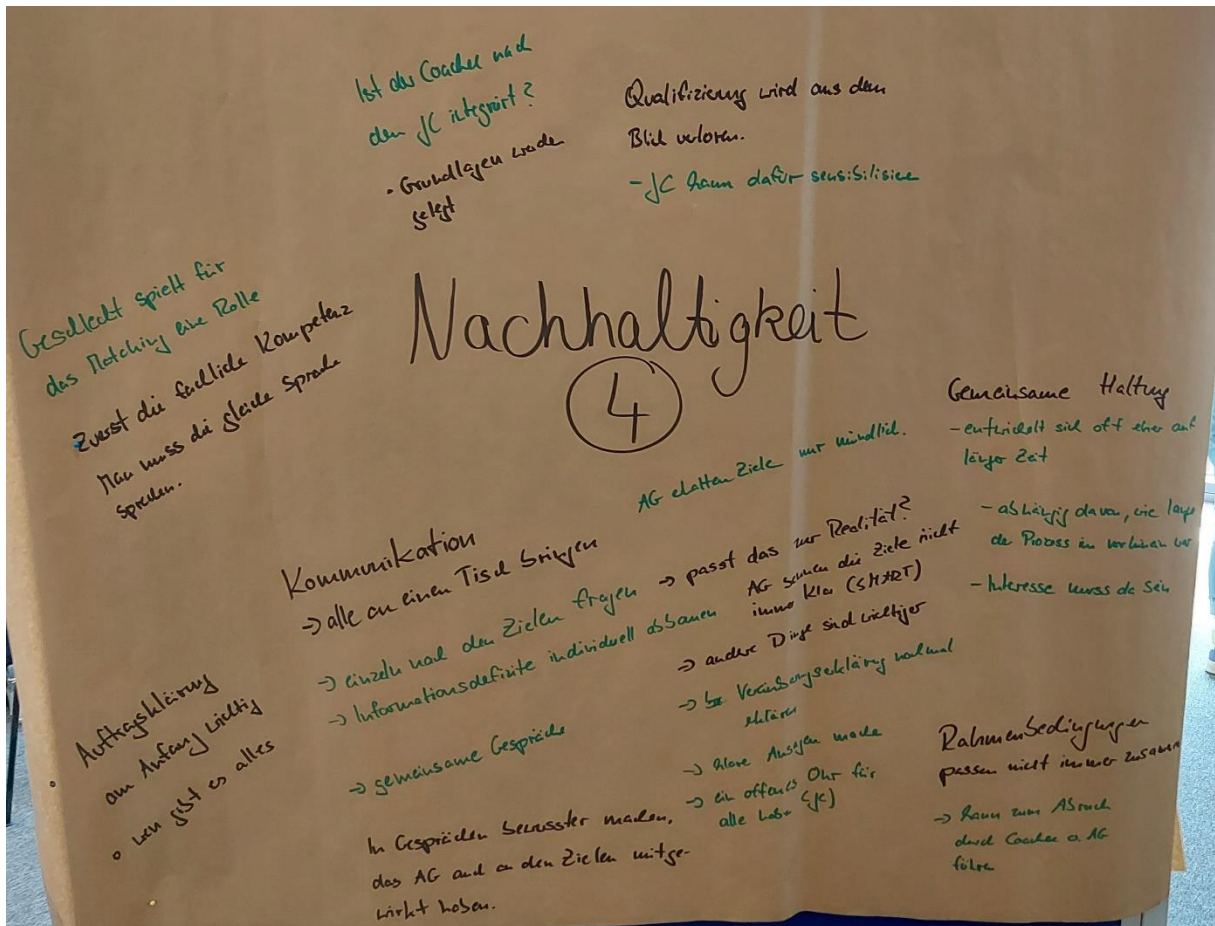 Ist der Coachee nach
dem JC integriert?
- Grundlagen werden
gelegt
Qualifizierung wird aus dem
Blick verloren.
- JC kann dafür sensibilisieren
Geschlecht spielt für
das Matching eine Rolle
Zuerst die fachliche Kompetenz
Man muss die gleiche Sprache
sprechen.
Nachhaltigkeit
4
Gemeinsame Haltung
- entwickelt sich oft eher auf
länger Zeit
- abhängig davon, wie lange
der Prozess im vorhinein war
- Interesse muss da sein
AG erhalten Ziele nur mündlich.
Kommunikation
→ alle an einen Tisch bringen
→ einzeln nach den Zielen fragen
→ Informationsdefizite individuell abbauen
→ gemeinsame Gespräche
→ passt das zur Realität?
AG kennen die Ziele nicht
immer klar (SMART)
→ andere Dinge sind wichtiger
→ Vereinbarungserklärung nochmal
erklären
→ klare Aussagen machen
→ ein offenes Ohr für
alle haben (JC)
In Gesprächen bewusster machen,
das AG auch an den Zielen mitge-
wirkt haben.
Auftragsklärung
am Anfang wichtig
• wen gibt es alles
Rahmenbedingungen
passen nicht immer zusammen
→ kann zum Abbruch
durch Coachee o. AG
führen